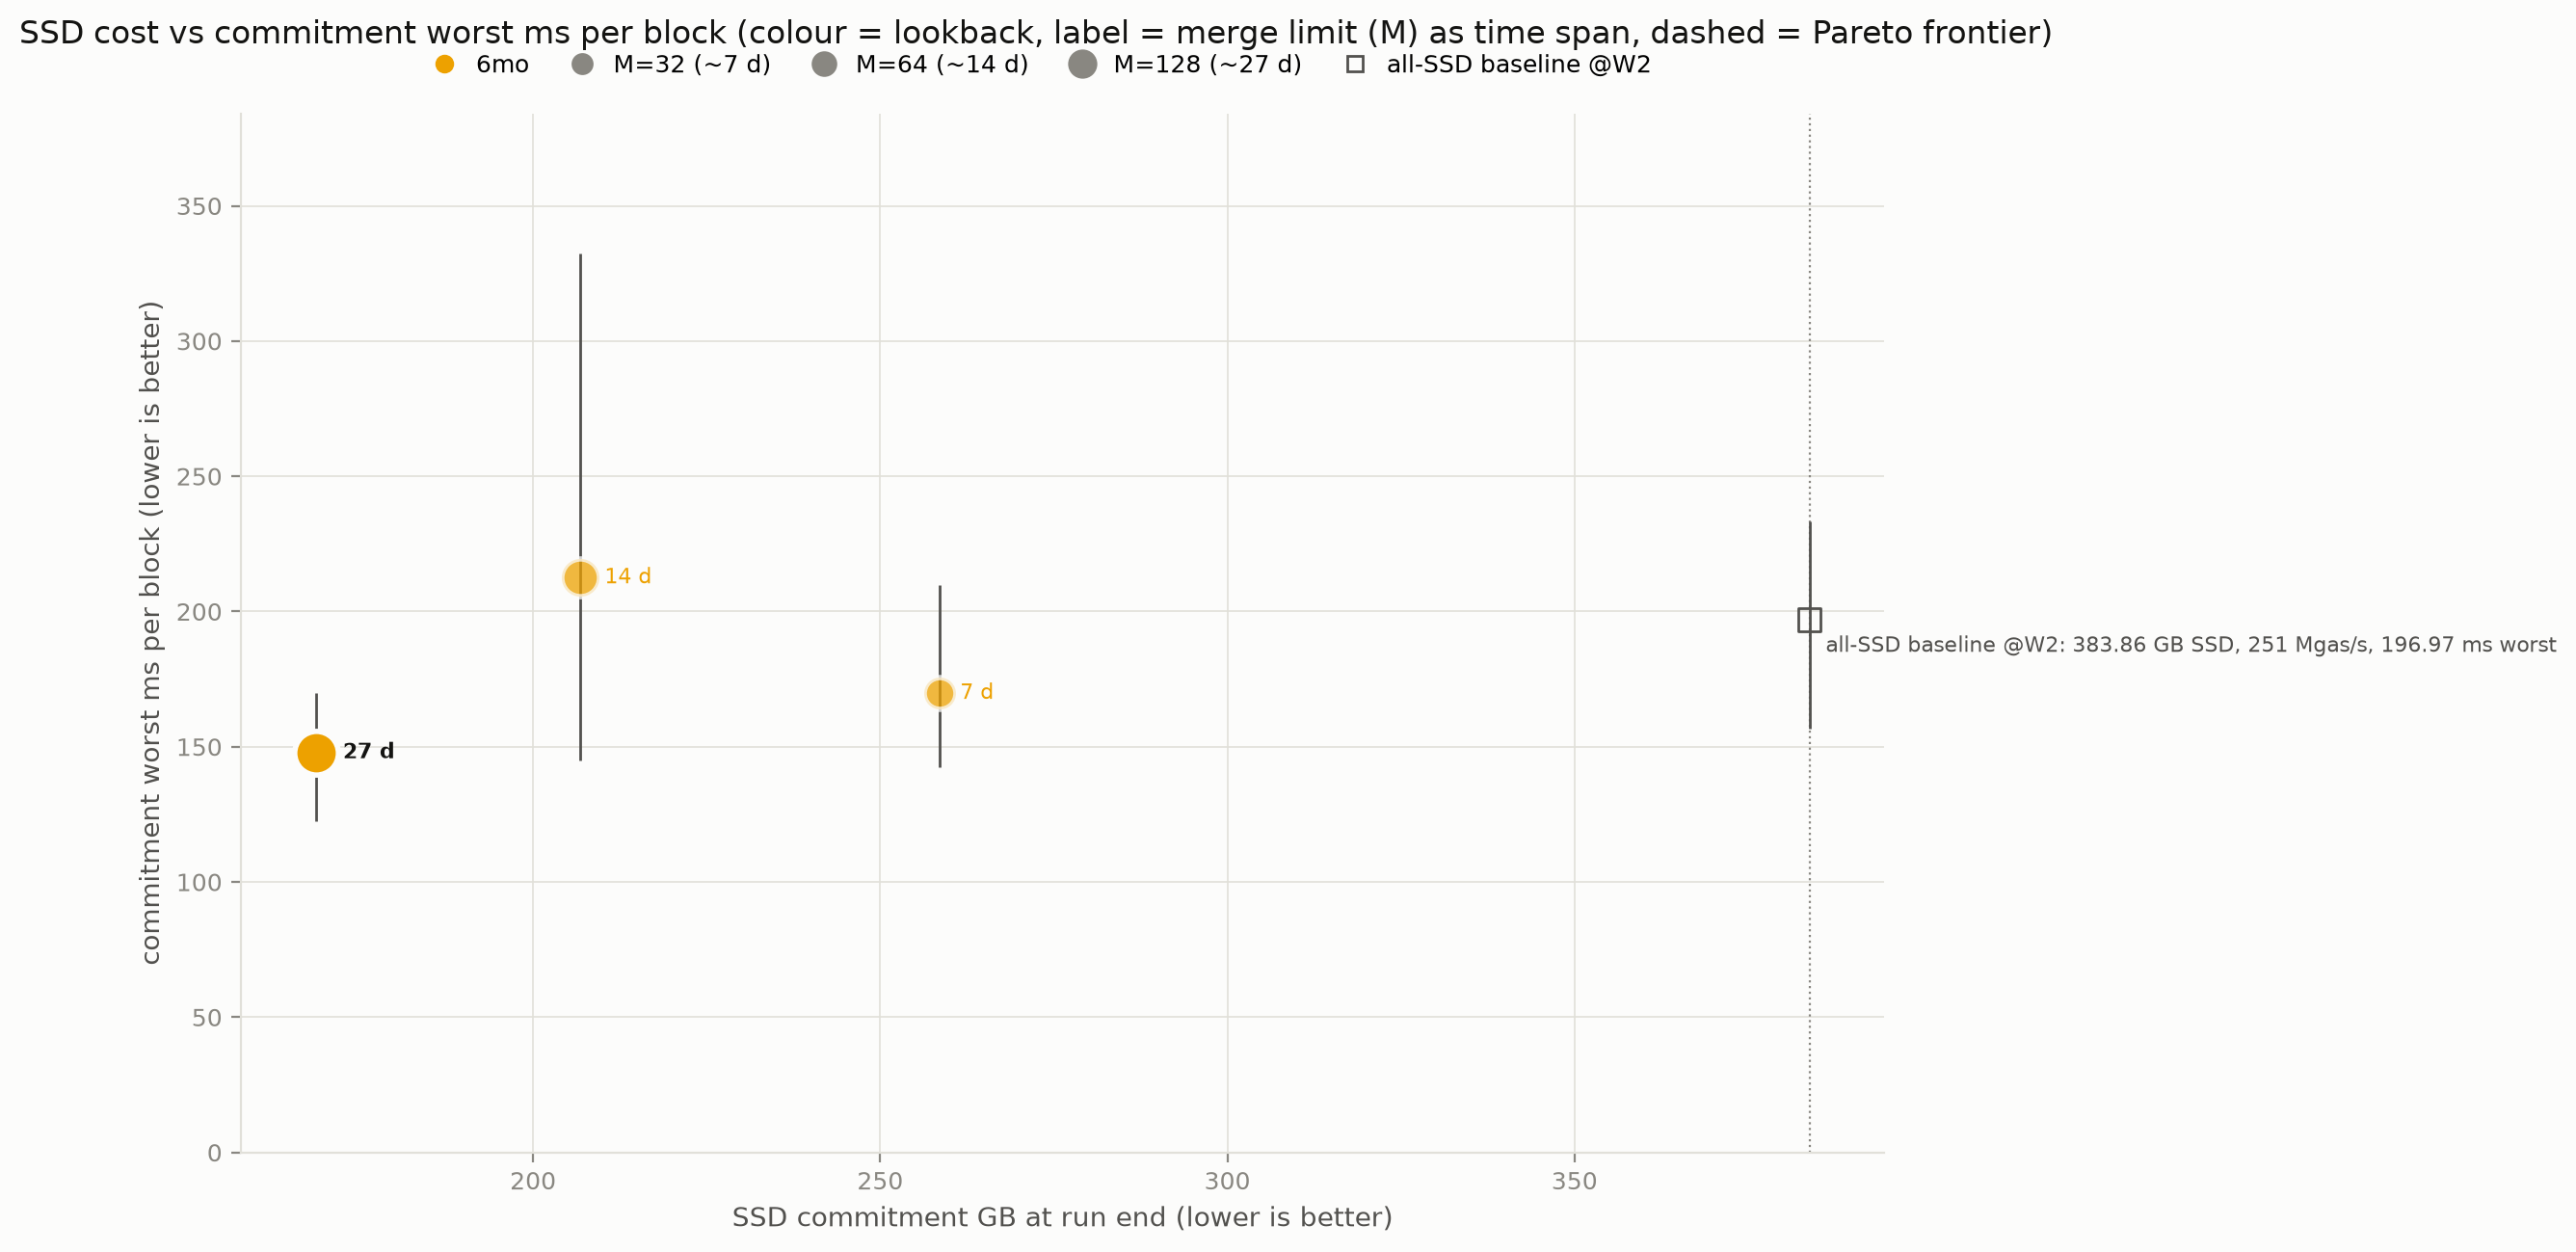 SSD cost vs commitment worst ms per block (colour = lookback, label = merge limit (M) as time span, dashed = Pareto frontier)
6mo
M=32 (~7 d)
M=64 (~14 d)
M=128 (~27 d)
all-SSD baseline @W2
commitment worst ms per block (lower is better)
350
300
250
200
150
100
50
0
14 d
7 d
27 d
all-SSD baseline @W2: 383.86 GB SSD, 251 Mgas/s, 196.97 ms worst
200
250
300
350
SSD commitment GB at run end (lower is better)